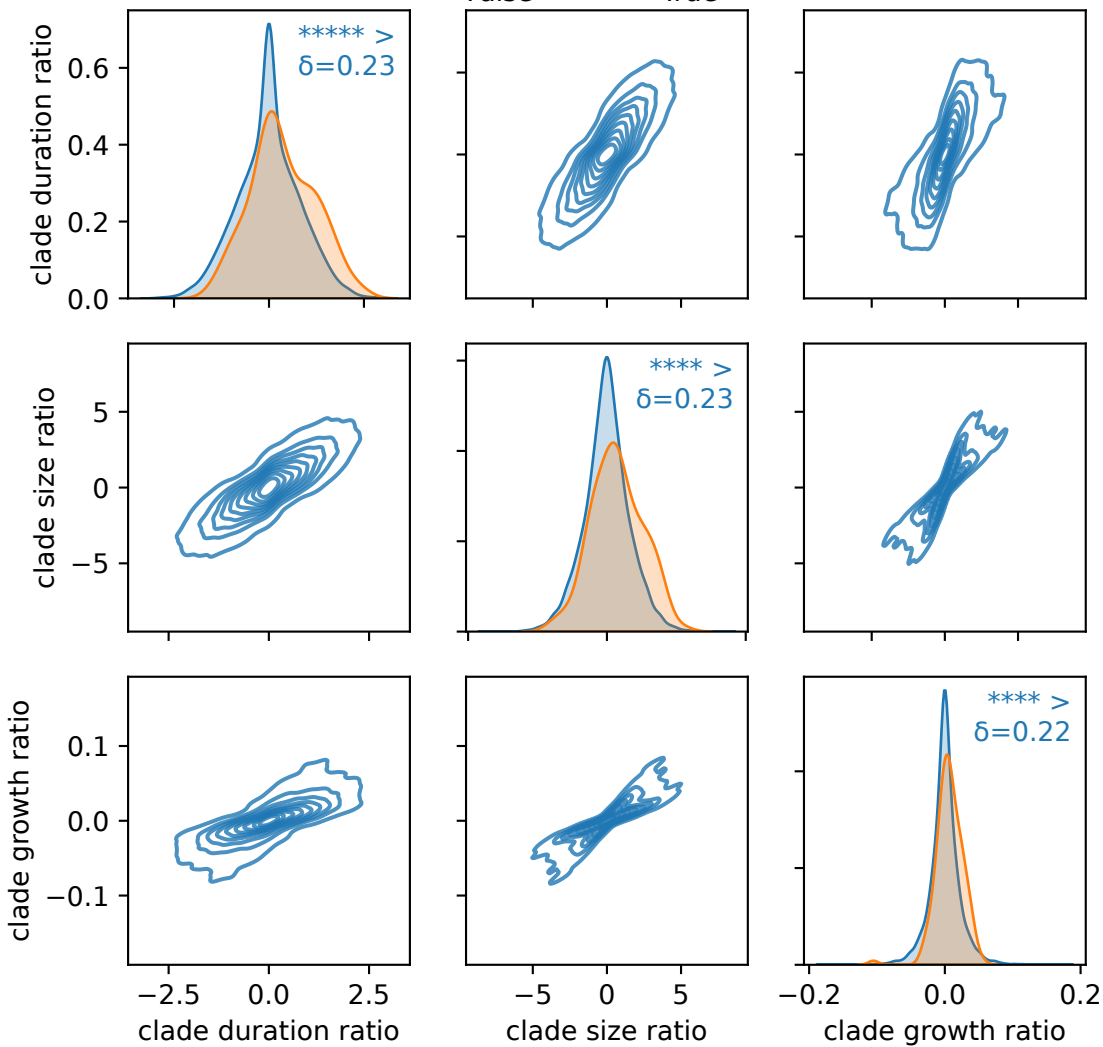 ***** >
δ=0.23
clade duration ratio
0.6
0.4
0.2
0.0
**** >
δ=0.23
clade size ratio
5
0
−5
**** >
δ=0.22
clade growth ratio
0.1
0.0
−0.1
−2.5 0.0 2.5
−5 0 5
−0.2 0.0 0.2
clade duration ratio
clade size ratio
clade growth ratio